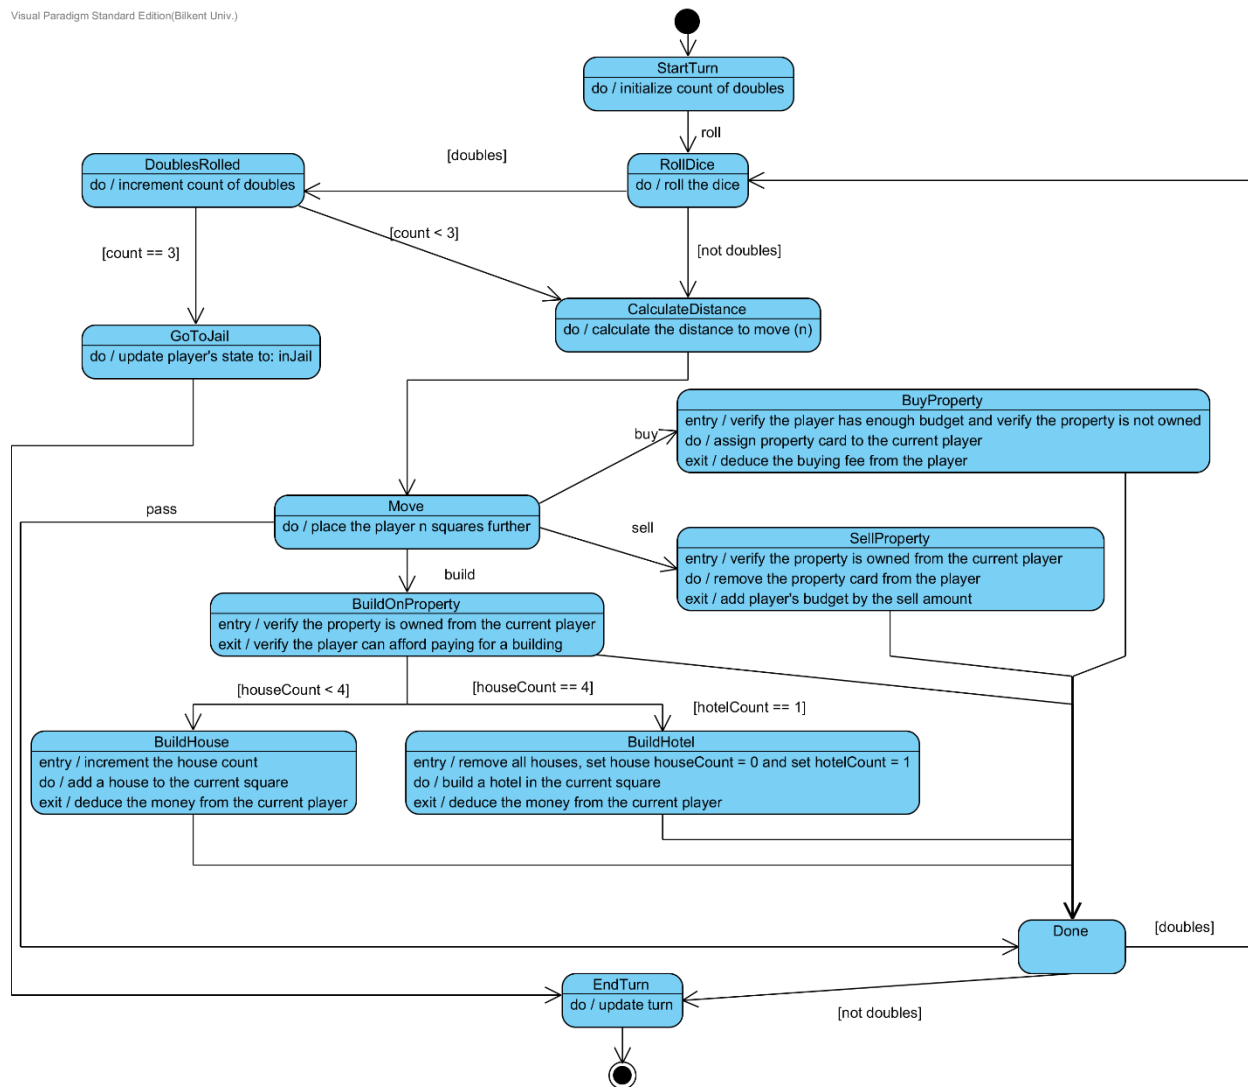 Visual Paradigm Standard Edition(Bilkent Univ.)
StartTurn
do / initialize count of doubles
roll
[doubles]
DoublesRolled
do / increment count of doubles
RollDice
do / roll the dice
[count == 3]
[count < 3]
[not doubles]
CalculateDistance
do / calculate the distance to move (n)
GoToJail
do / update player's state to: inJail
BuyProperty
entry / verify the player has enough budget and verify the property is not owned
do / assign property card to the current player
exit / deduce the buying fee from the player
buy
pass
Move
do / place the player n squares further
sell
SellProperty
entry / verify the property is owned from the current player
do / remove the property card from the player
exit / add player's budget by the sell amount
build
BuildOnProperty
entry / verify the property is owned from the current player
exit / verify the player can afford paying for a building
[houseCount < 4]
[houseCount == 4]
[hotelCount == 1]
BuildHouse
entry / increment the house count
do / add a house to the current square
exit / deduce the money from the current player
BuildHotel
entry / remove all houses, set house houseCount = 0 and set hotelCount = 1
do / build a hotel in the current square
exit / deduce the money from the current player
Done
[doubles]
EndTurn
do / update turn
[not doubles]